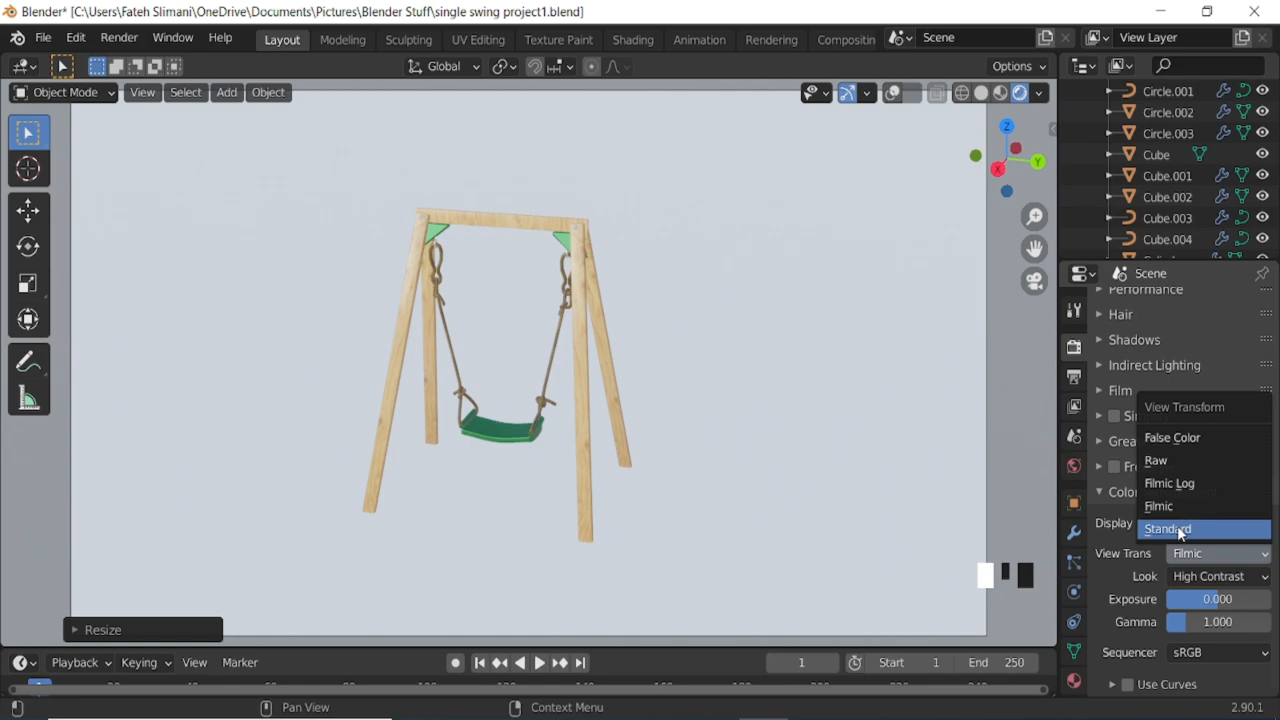 Blender* [C:\Users\Fateh Slimani\OneDrive\Documents\Pictures\Blender Stuff\single swing project1.blend]
File Edit Render Window Help Layout Modeling Sculpting UV Editing Texture Paint Shading Animation Rendering Compositin Scene View Layer
Global Options
Object Mode View Select Add Object
Circle.001
Circle.002
Circle.003
Cube
Cube.001
Cube.002
Cube.003
Cube.004
Z
Y
X
Scene
Performance
Hair
Shadows
Indirect Lighting
Film
View Transform
False Color
Raw
Filmic Log
Filmic
Standard
Display
View Trans Filmic
Look High Contrast
Exposure 0.000
Gamma 1.000
Sequencer sRGB
Use Curves
Resize
Playback Keying View Marker 1 Start 1 End 250
Pan View Context Menu 2.90.1